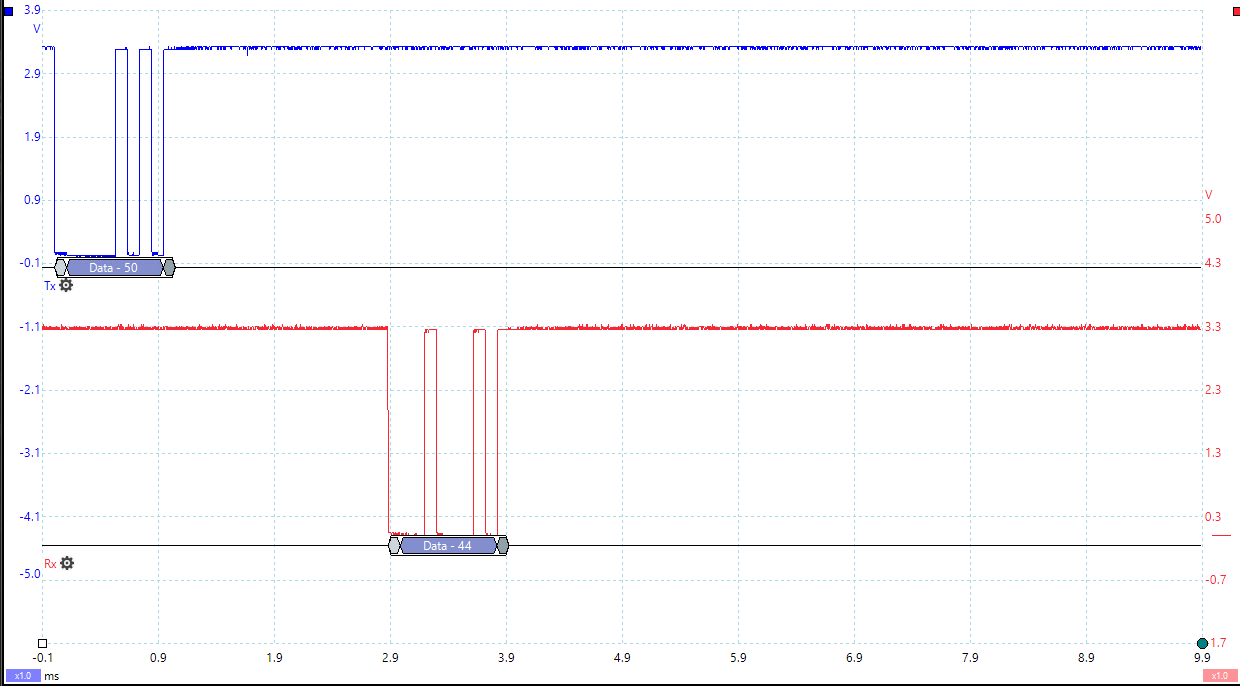 3.9
V
2.9
1.9
0.9
V
5.0
-0.1
Data - 50
4.3
Tx
-1.1
3.3
-2.1
2.3
-3.1
1.3
-4.1
0.3
Data - 44
Rx
-5.0
-0.7
1.7
-0.1 0.9 1.9 2.9 3.9 4.9 5.9 6.9 7.9 8.9 9.9
x1.0 ms x1.0